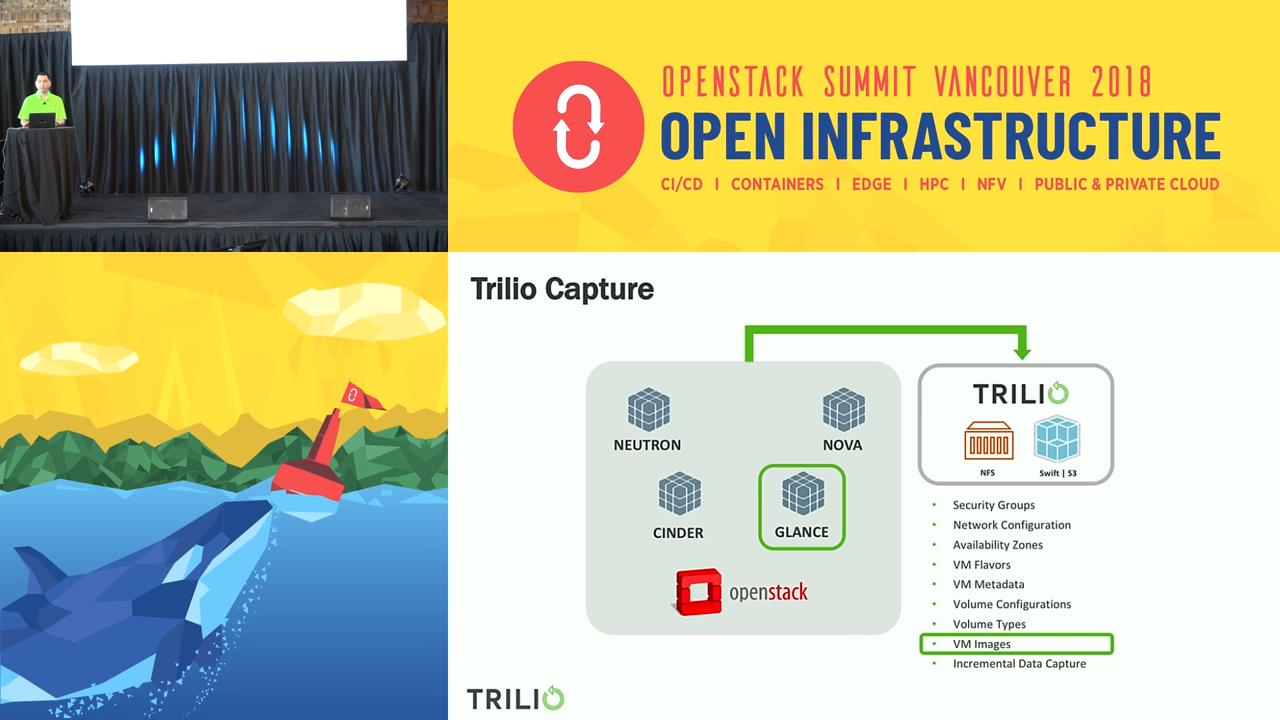 OPENSTACK SUMMIT VANCOUVER 2018
OPEN INFRASTRUCTURE
CI/CD | CONTAINERS | EDGE | HPC | NFV | PUBLIC & PRIVATE CLOUD
Trilio Capture
NEUTRON
NOVA
CINDER
GLANCE
openstack
TRILIO
NFS
Swift | S3
• Security Groups
• Network Configuration
• Availability Zones
• VM Flavors
• VM Metadata
• Volume Configurations
• Volume Types
• VM Images
• Incremental Data Capture
TRILIO